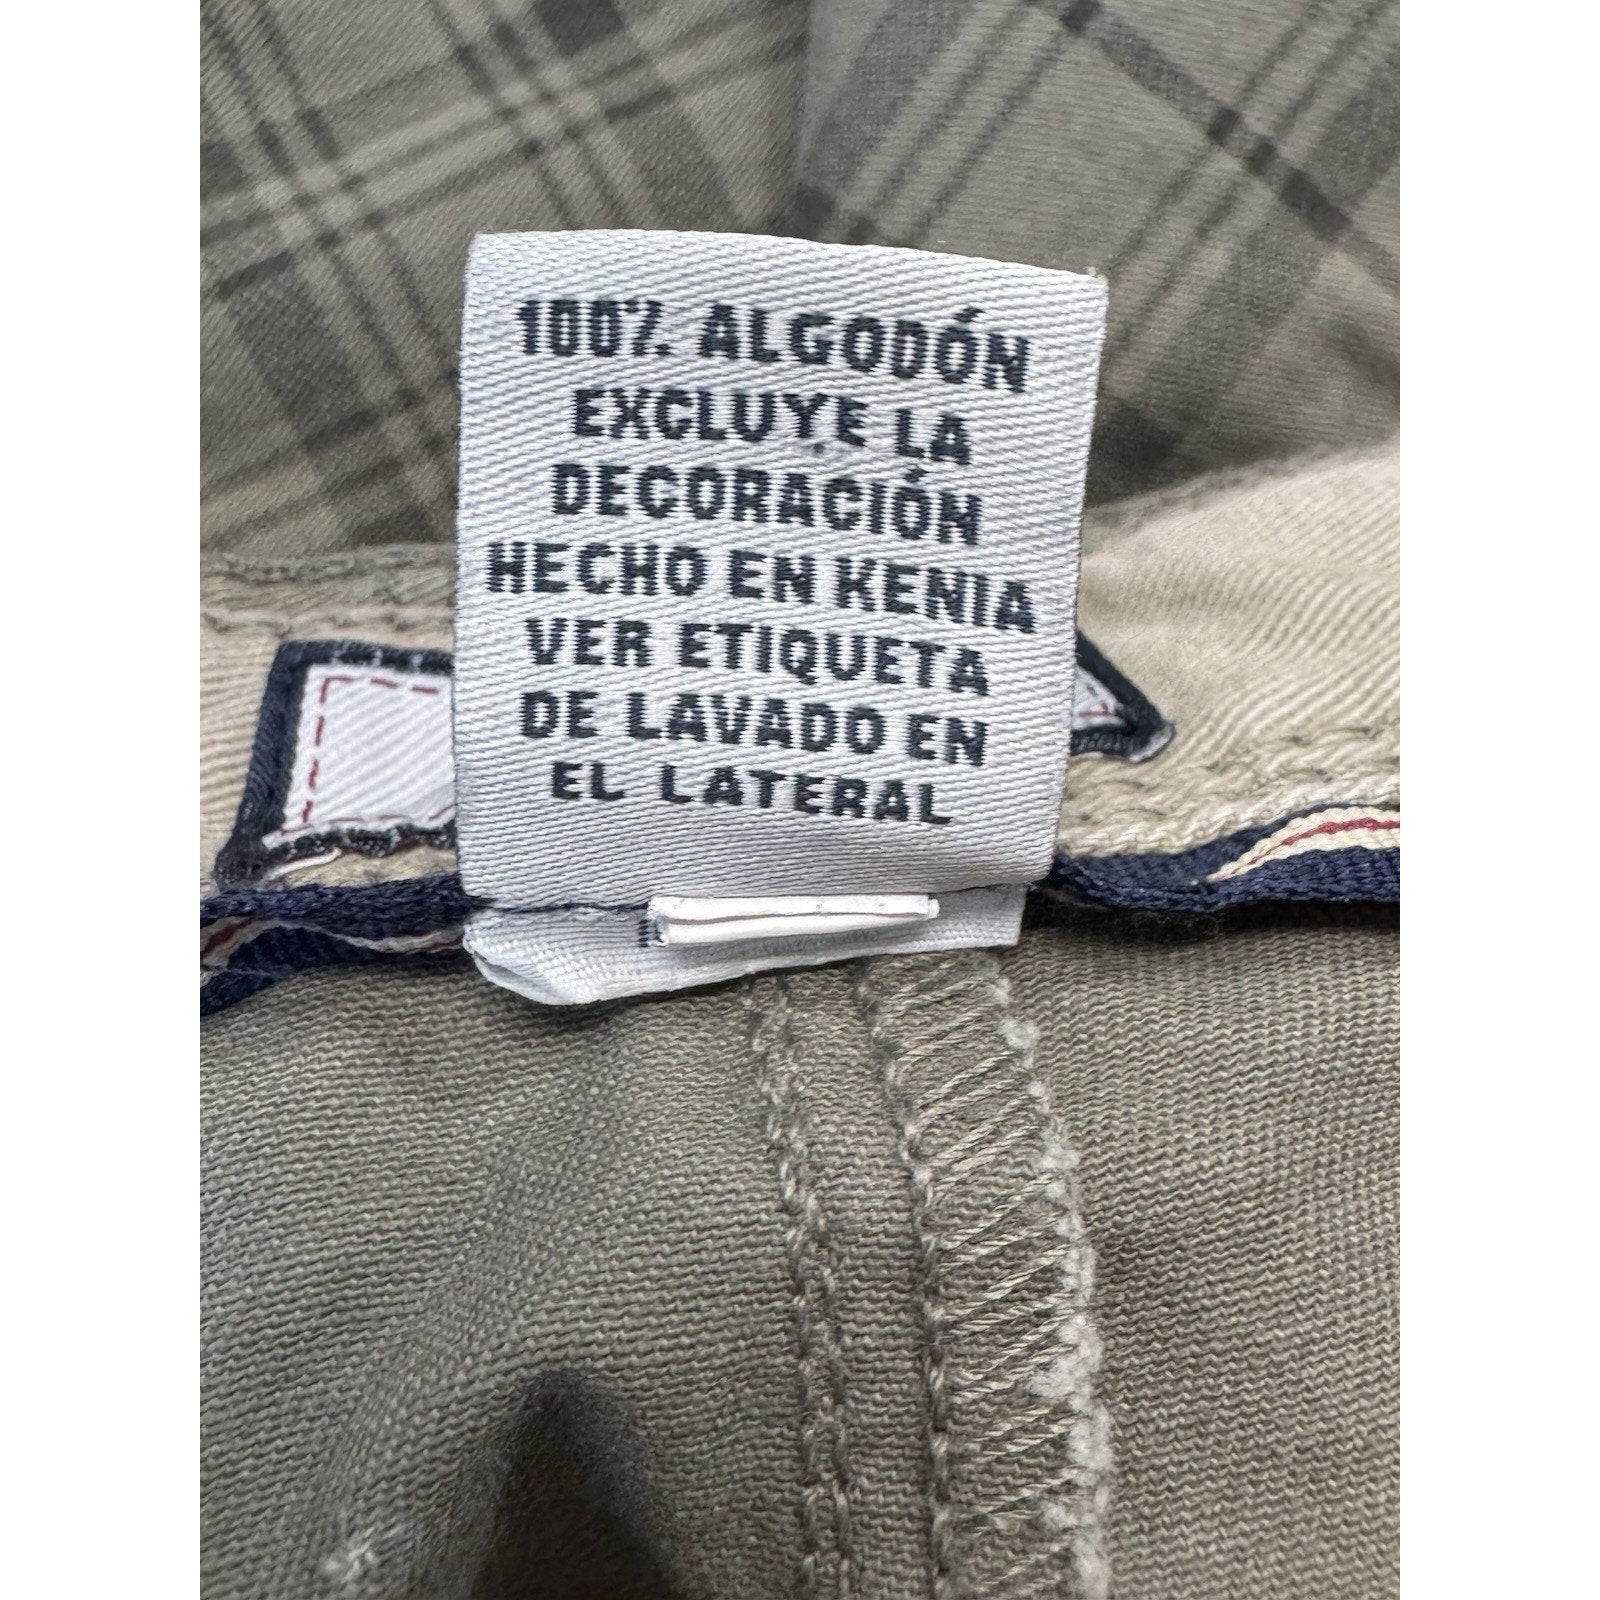 100% ALGODÓN
EXCLUYE LA
DECORACIÓN
HECHO EN KENIA
VER ETIQUETA
DE LAVADO EN
EL LATERAL